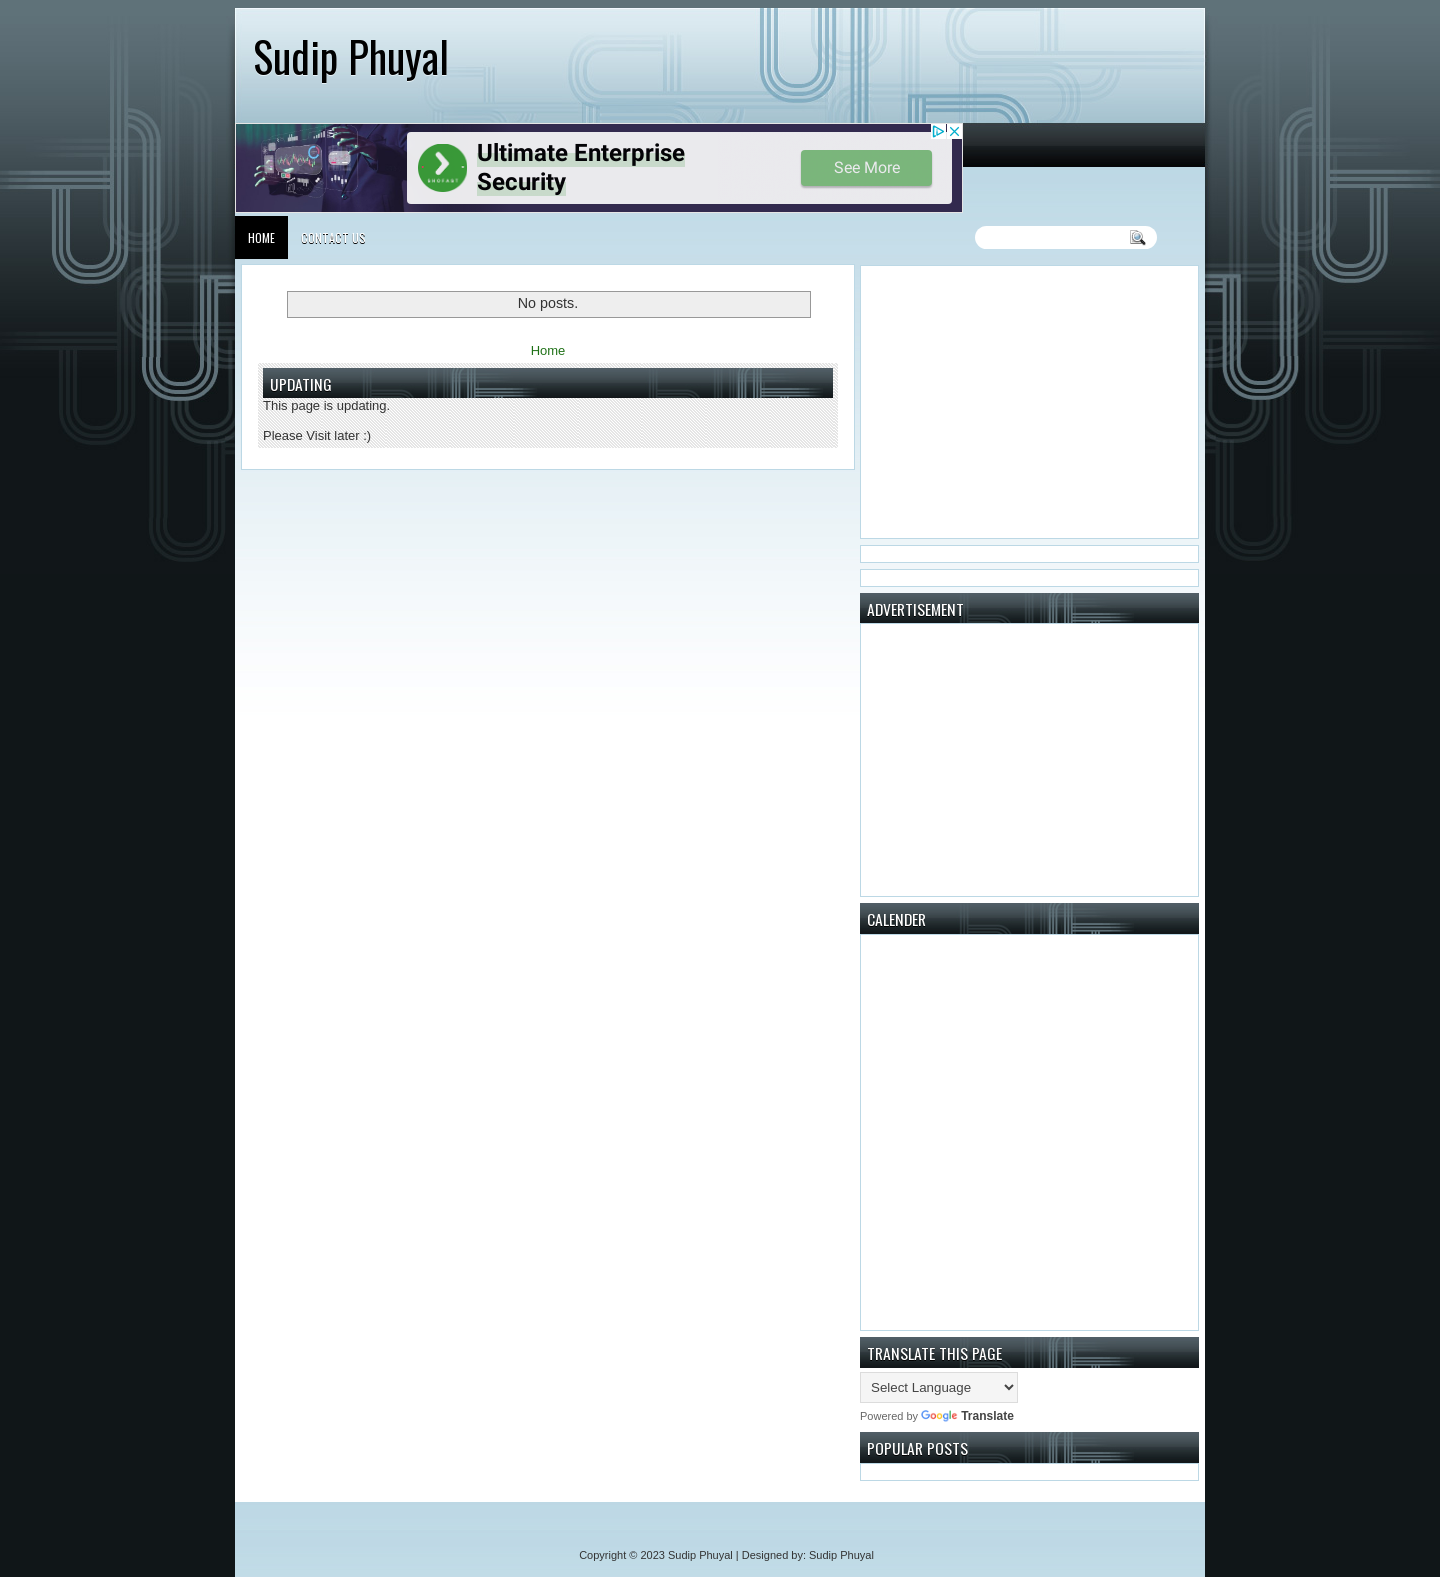 Sudip Phuyal
Ultimate Enterprise
Security
See More
HOME
CONTACT US
No posts.
Home
UPDATING
This page is updating.
Please Visit later :)
ADVERTISEMENT
CALENDER
TRANSLATE THIS PAGE
Select Language
Powered by Google Translate
POPULAR POSTS
Copyright © 2023 Sudip Phuyal | Designed by: Sudip Phuyal